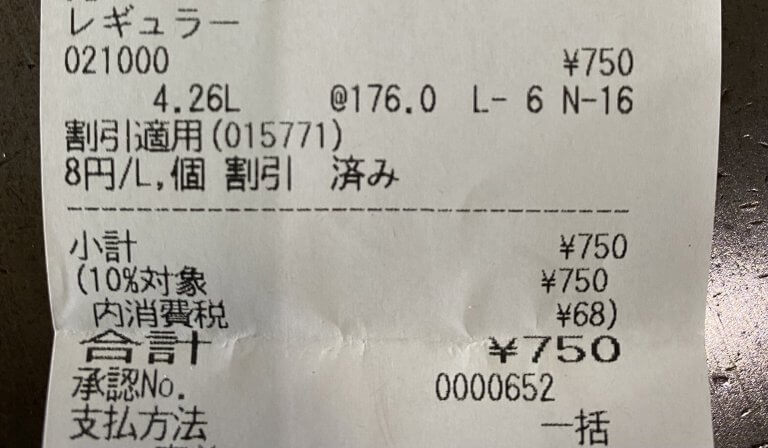 レギュラー
021000 ¥750
4.26L @176.0 L- 6 N-16
割引適用(015771)
8円/L,個 割引 済み
小計 ¥750
(10%対象 ¥750
内消費税 ¥68)
合計 ¥750
承認No. 0000652
支払方法 一括